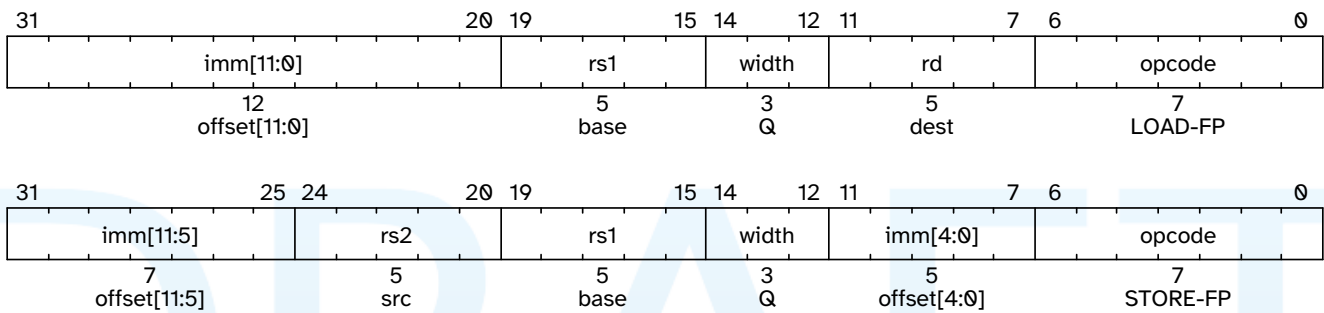 31 20 19 15 14 12 11 7 6 0
imm[11:0] rs1 width rd opcode
12 5 3 5 7
offset[11:0] base Q dest LOAD-FP
31 25 24 20 19 15 14 12 11 7 6 0
imm[11:5] rs2 rs1 width imm[4:0] opcode
7 5 5 3 5 7
offset[11:5] src base Q offset[4:0] STORE-FP